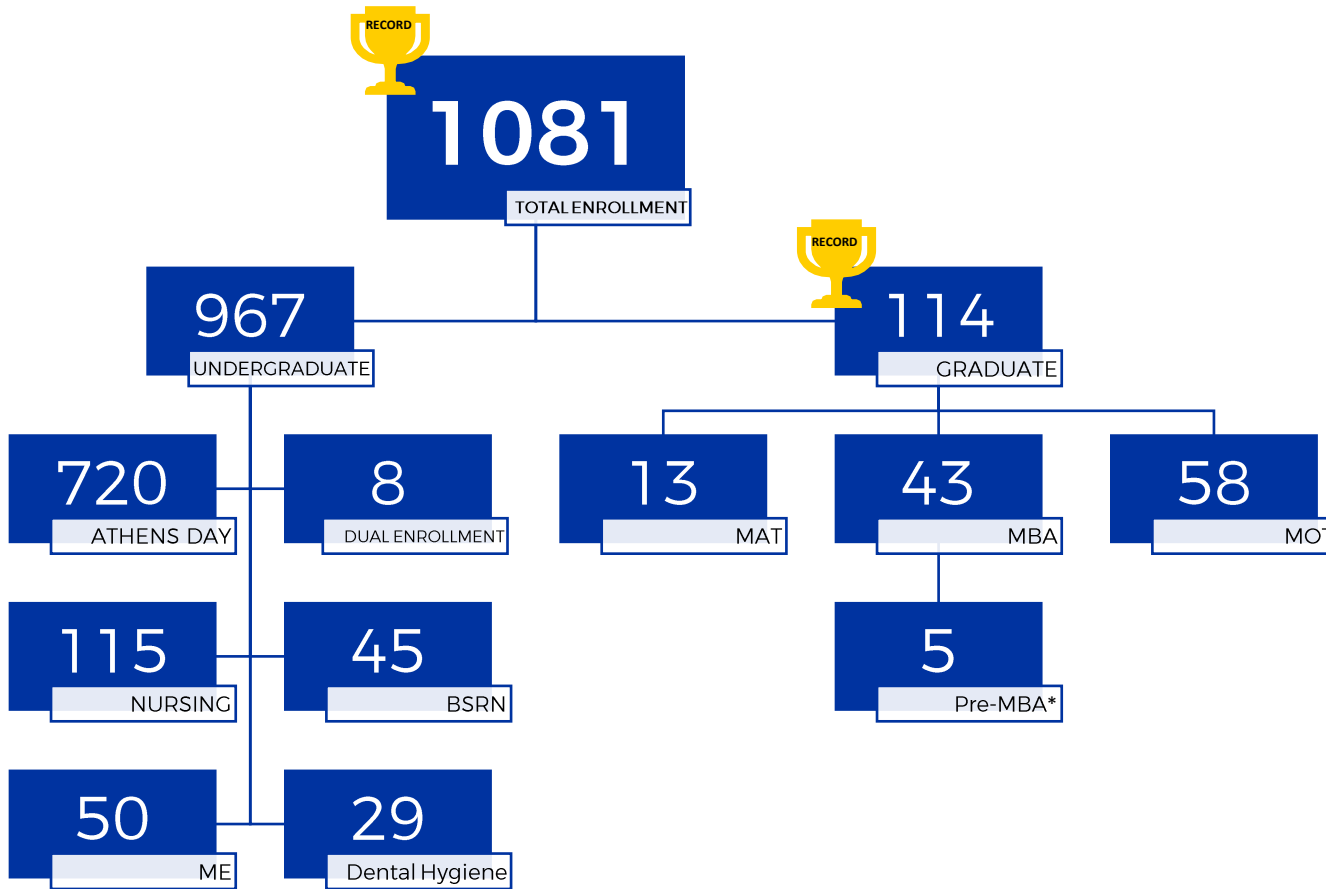 RECORD
1081
TOTAL ENROLLMENT
RECORD
967
UNDERGRADUATE
114
GRADUATE
720
ATHENS DAY
8
DUAL ENROLLMENT
13
MAT
43
MBA
58
MOT
115
NURSING
45
BSRN
5
Pre-MBA*
50
ME
29
Dental Hygiene